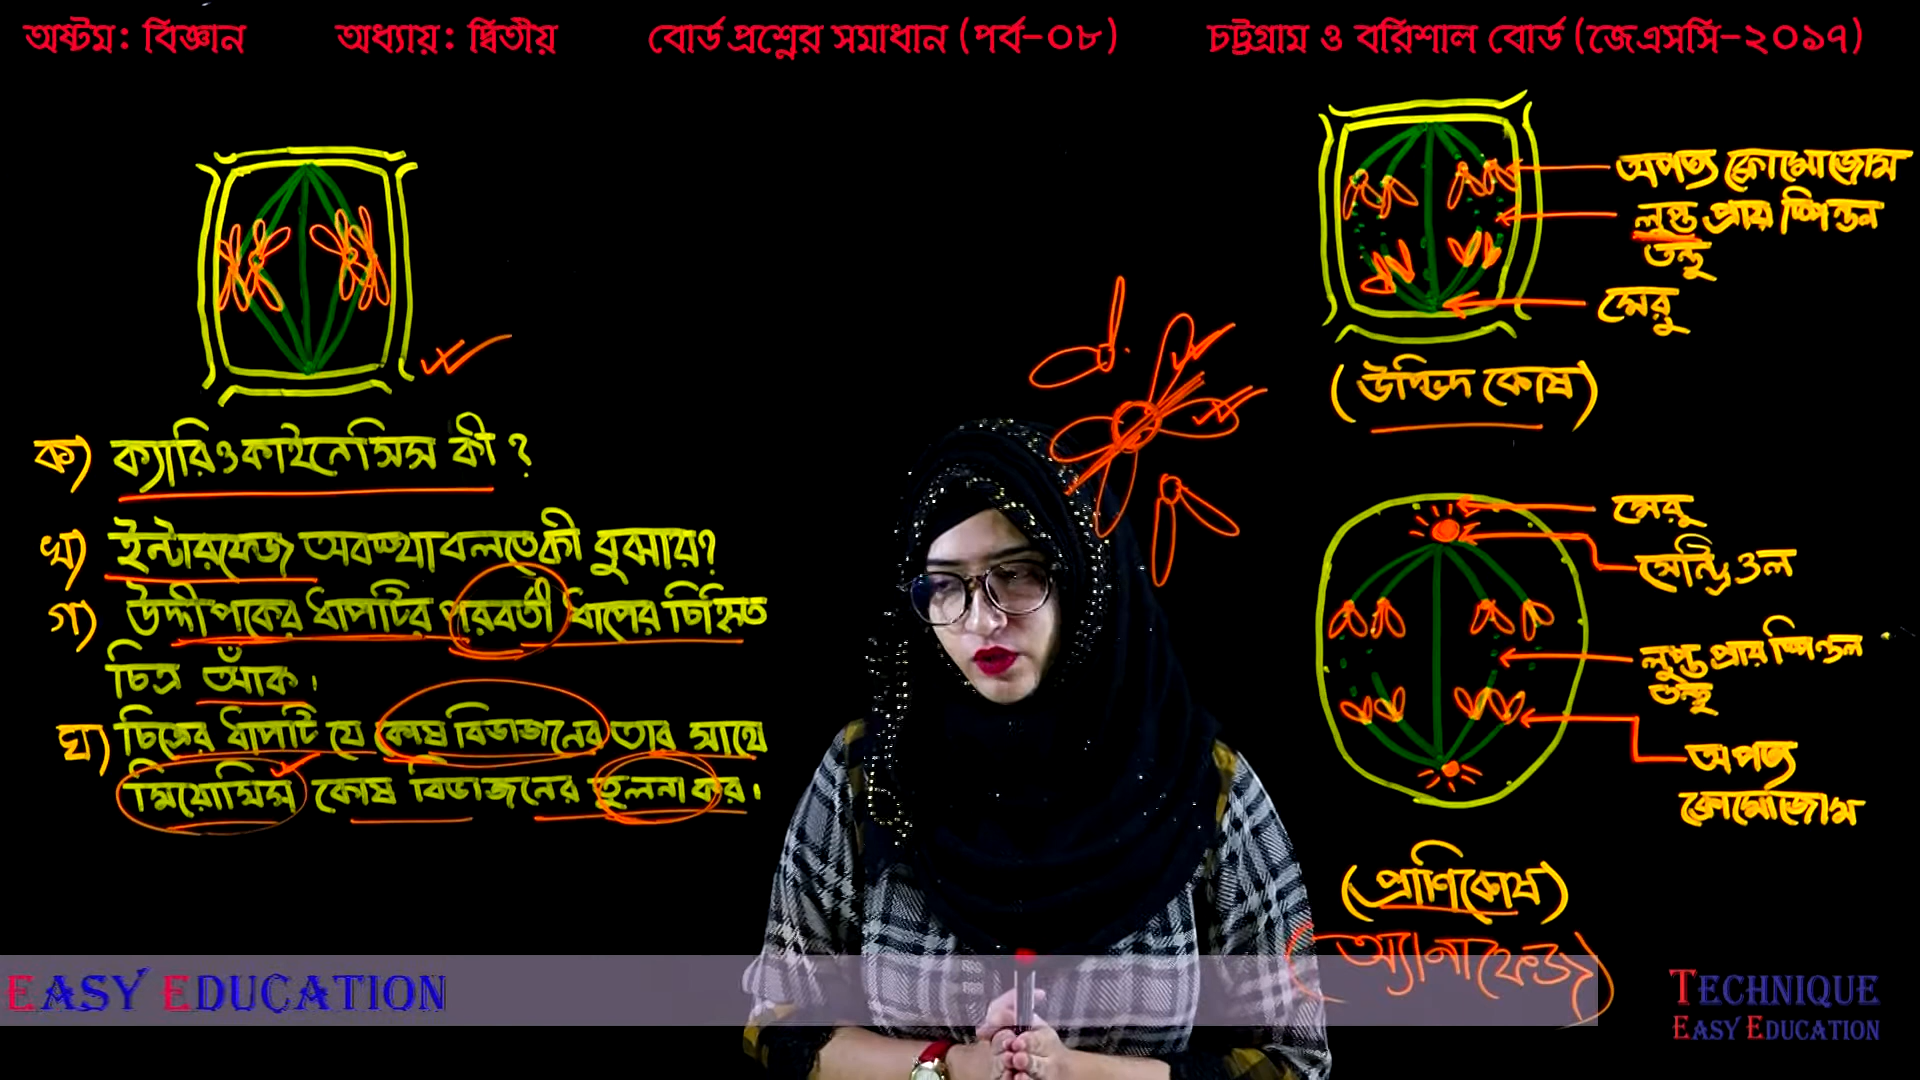 অষ্টম: বিজ্ঞান অধ্যায়: দ্বিতীয় বোর্ড প্রশ্নের সমাধান (পর্ব-০৮) চট্টগ্রাম ও বরিশাল বোর্ড (জেএসসি-২০১৭)
ক) ক্যারিওকাইনেসিস কী ?
খ) ইন্টারফেজ অবস্থা বলতে কী বুঝায়?
গ) উদ্দীপকের ধাপটির পরবর্তী ধাপের চিহ্নিত
চিত্র আঁক।
ঘ) চিত্রের ধাপটি যে কোষ বিভাজনের তার সাথে
মিয়োসিস কোষ বিভাজনের তুলনা কর।
অপত্য ক্রোমোজোম
লুপ্ত প্রায় স্পিন্ডল
তন্তু
মেরু
(উদ্ভিদ কোষ)
মেরু
সেন্ট্রিওল
লুপ্ত প্রায় স্পিন্ডল
তন্তু
অপত্য
ক্রোমোজোম
(প্রাণিকোষ)
(অ্যানাফেজ)
EASY EDUCATION
TECHNIQUE
EASY EDUCATION